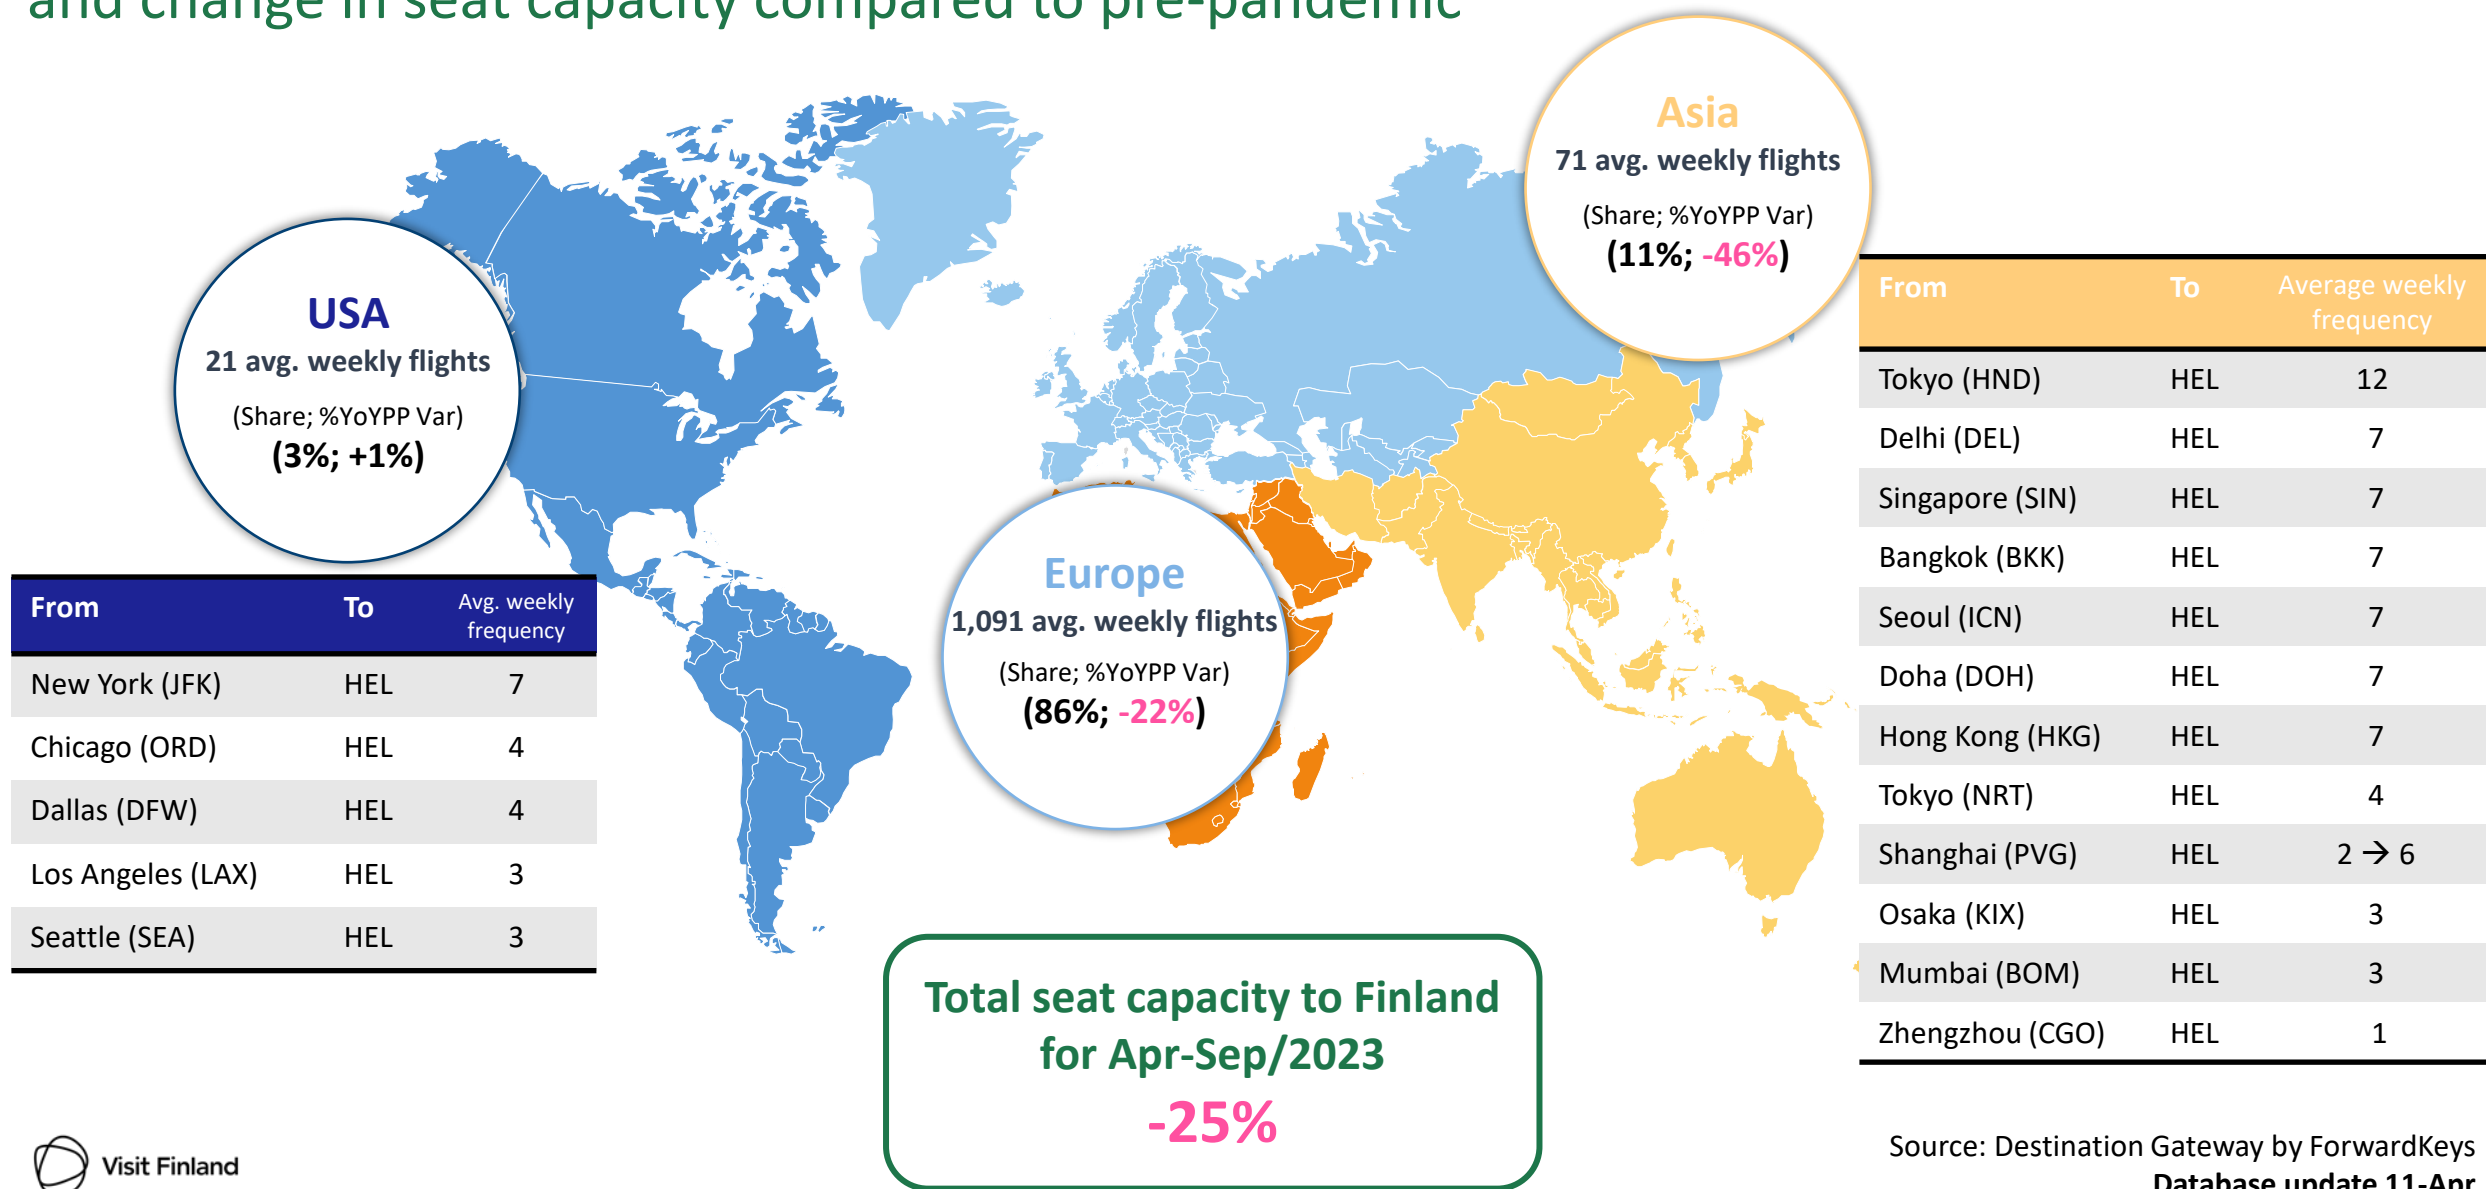 and change in seat capacity compared to pre-pandemic
Asia
71 avg. weekly flights
(Share; %YoYPP Var)
(11%; -46%)
USA
21 avg. weekly flights
(Share; %YoYPP Var)
(3%; +1%)
Europe
1,091 avg. weekly flights
(Share; %YoYPP Var)
(86%; -22%)
From To Avg. weekly
frequency
New York (JFK) HEL 7
Chicago (ORD) HEL 4
Dallas (DFW) HEL 4
Los Angeles (LAX) HEL 3
Seattle (SEA) HEL 3
From To Average weekly
frequency
Tokyo (HND) HEL 12
Delhi (DEL) HEL 7
Singapore (SIN) HEL 7
Bangkok (BKK) HEL 7
Seoul (ICN) HEL 7
Doha (DOH) HEL 7
Hong Kong (HKG) HEL 7
Tokyo (NRT) HEL 4
Shanghai (PVG) HEL 2 → 6
Osaka (KIX) HEL 3
Mumbai (BOM) HEL 3
Zhengzhou (CGO) HEL 1
Total seat capacity to Finland
for Apr-Sep/2023
-25%
Visit Finland
Source: Destination Gateway by ForwardKeys
Database update 11-Apr